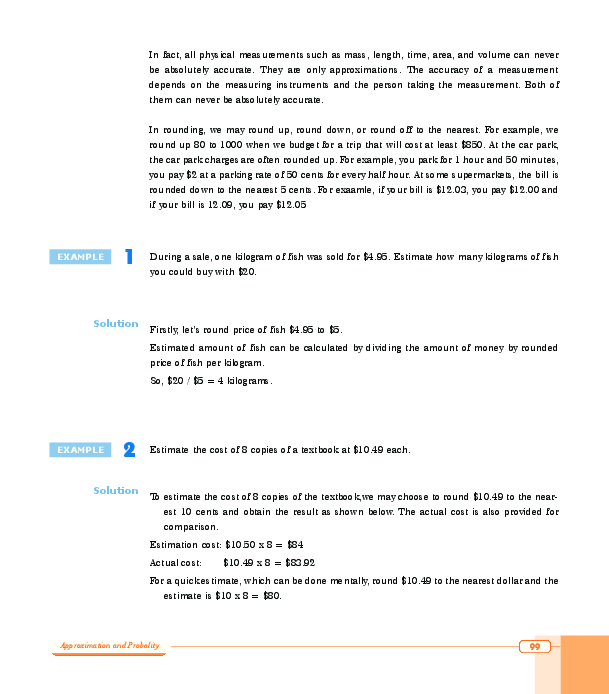 In fact, all physical measurements such as mass, length, time, area, and volume can never
be absolutely accurate. They are only approximations. The accuracy of a measurement
depends on the measuring instruments and the person taking the measurement. Both of
them can never be absolutely accurate.
In rounding, we may round up, round down, or round off to the nearest. For example, we
round up 80 to 1000 when we budget for a trip that will cost at least $850. At the car park,
the car park charges are often rounded up. For example, you park for 1 hour and 50 minutes,
you pay $2 at a parking rate of 50 cents for every half hour. At some supermarkets, the bill is
rounded down to the nearest 5 cents. For exaamle, if your bill is $12.03, you pay $12.00 and
if your bill is 12.09, you pay $12.05
EXAMPLE 1 During a sale, one kilogram of fish was sold for $4.95. Estimate how many kilograms of fish
you could buy with $20.
Solution
Firstly, let's round price of fish $4.95 to $5.
Estimated amount of fish can be calculated by dividing the amount of money by rounded
price of fish per kilogram.
So, $20 / $5 = 4 kilograms.
EXAMPLE 2 Estimate the cost of 8 copies of a textbook at $10.49 each.
Solution
To estimate the cost of 8 copies of the textbook,we may choose to round $10.49 to the near-
est 10 cents and obtain the result as shown below. The actual cost is also provided for
comparison.
Estimation cost: $10.50 x 8 = $84
Actual cost: $10.49 x 8 = $83.92
For a quick estimate, which can be done mentally, round $10.49 to the nearest dollar and the
estimate is $10 x 8 = $80.
Approximation and Probality 99